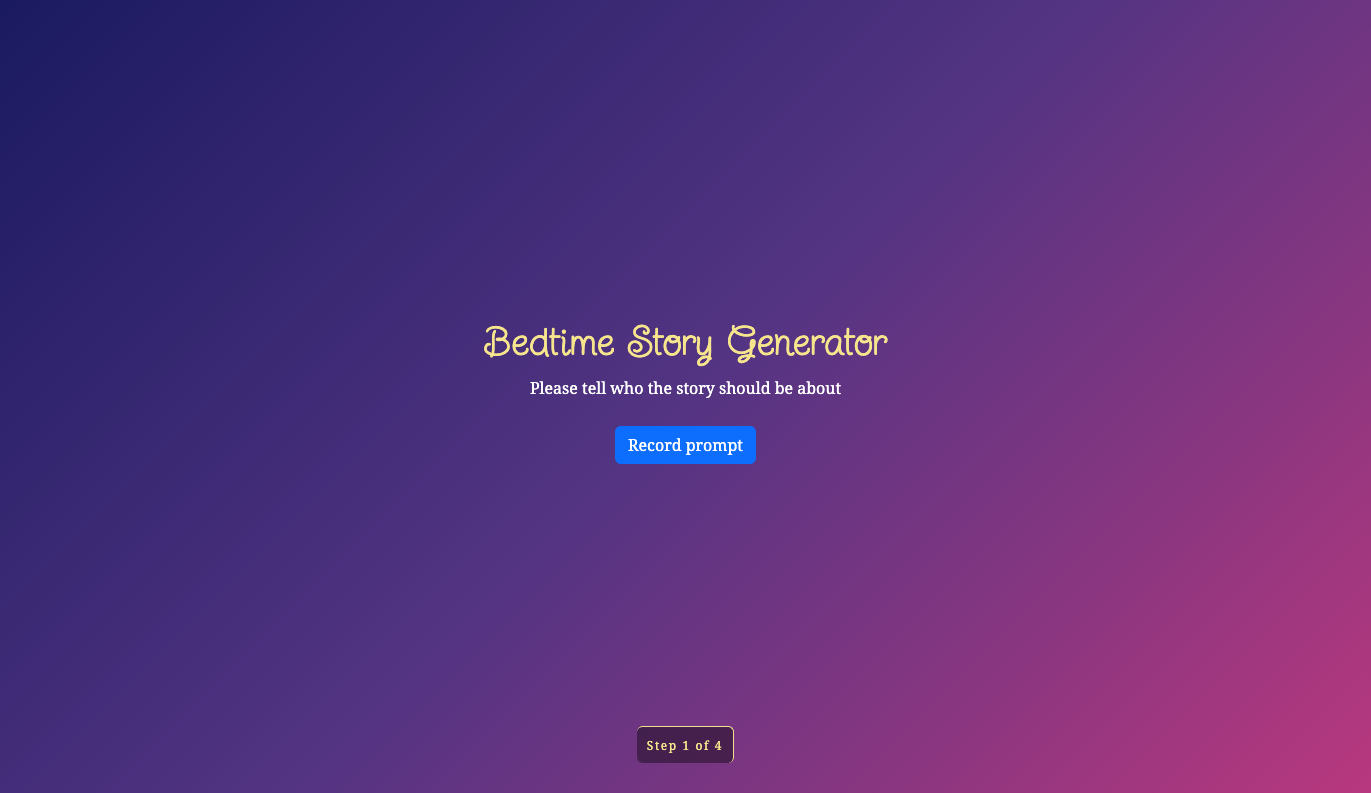 Bedtime Story Generator
Please tell who the story should be about
Record prompt
Step 1 of 4